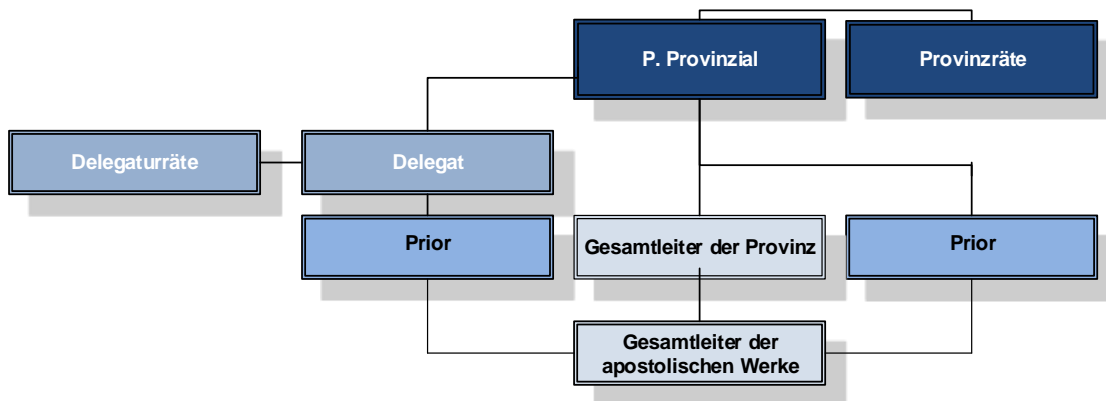 P. Provinzial
Provinzräte
Delegaturräte
Delegat
Prior
Gesamtleiter der Provinz
Prior
Gesamtleiter der
apostolischen Werke